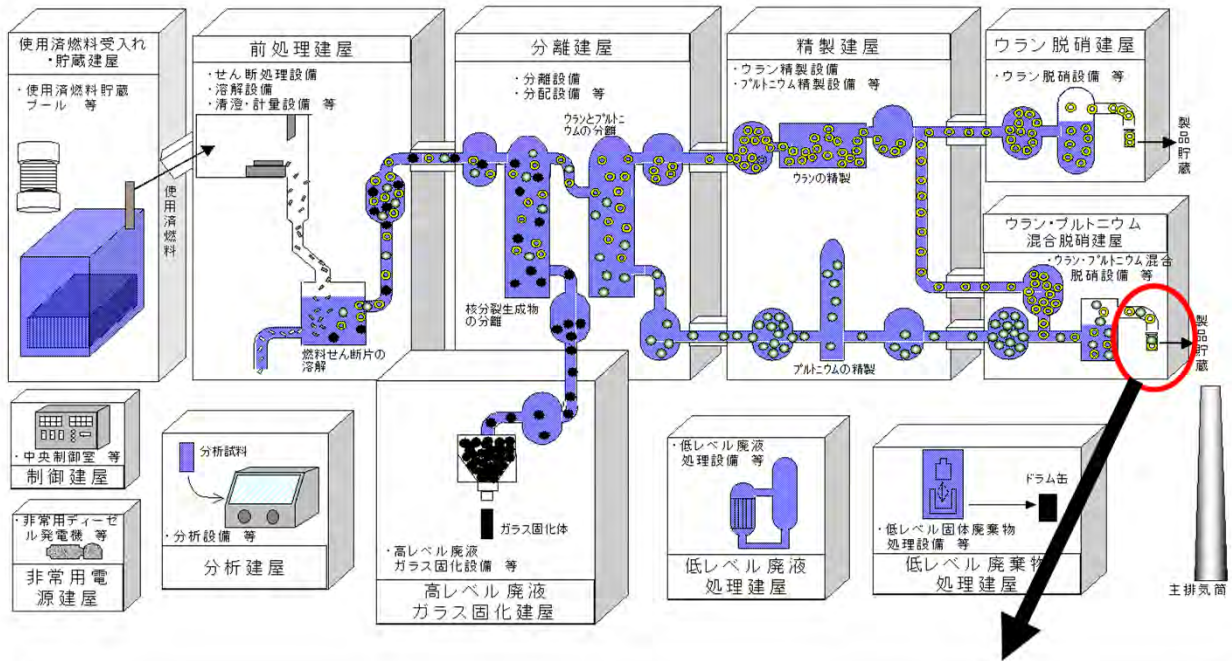 使用済燃料受入れ
・貯蔵建屋
・使用済燃料貯蔵
プール 等
使用済燃料
前処理建屋
・せん断処理設備
・溶解設備
・清澄・計量設備 等
燃料せん断片の
溶解
分離建屋
・分離設備
・分配設備 等
ウランとプルトニ
ウムの分離
核分裂生成物
の分離
精製建屋
・ウラン精製設備
・プルトニウム精製設備 等
ウランの精製
プルトニウムの精製
ウラン脱硝建屋
・ウラン脱硝設備 等
製品貯蔵
ウラン・プルトニウム
混合脱硝建屋
・ウラン・プルトニウム混合
脱硝設備 等
製品貯蔵
・中央制御室 等
制御建屋
・非常用ディーゼ
ル発電機 等
非常用電
源建屋
分析試料
・分析設備 等
分析建屋
ガラス固化体
・高レベル廃液
ガラス固化設備 等
高レベル廃液
ガラス固化建屋
・低レベル廃液
処理設備 等
低レベル廃液
処理建屋
ドラム缶
・低レベル固体廃棄物
処理設備 等
低レベル廃棄物
処理建屋
主排気筒